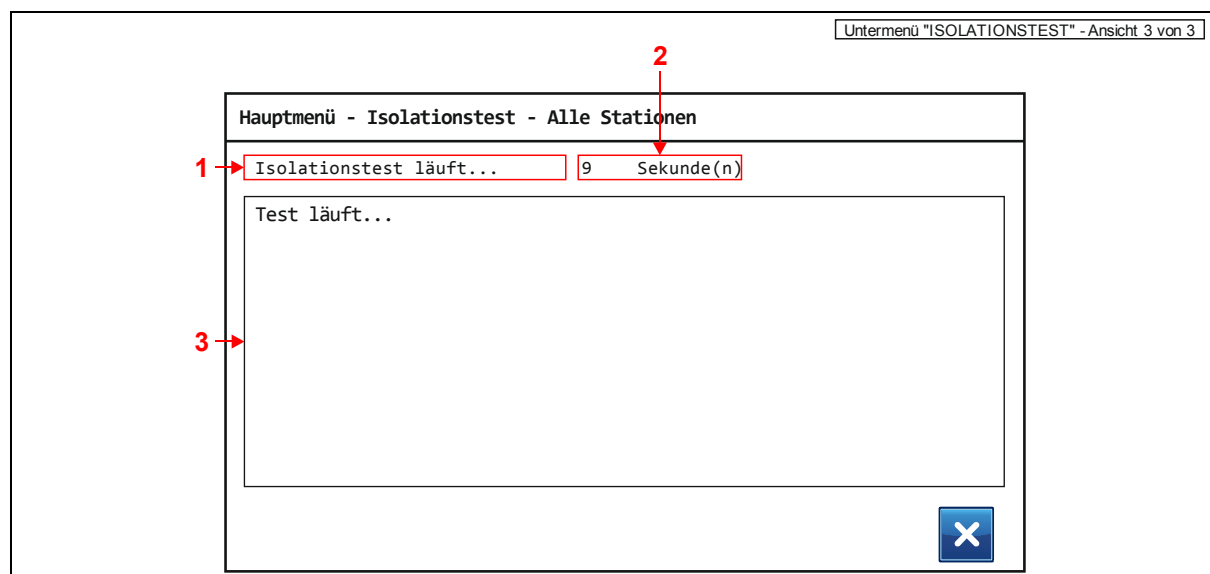 Untermenü "ISOLATIONSTEST" - Ansicht 3 von 3
2
Hauptmenü - Isolationstest - Alle Stationen
1 Isolationstest läuft... 9 Sekunde(n)
Test läuft...
3